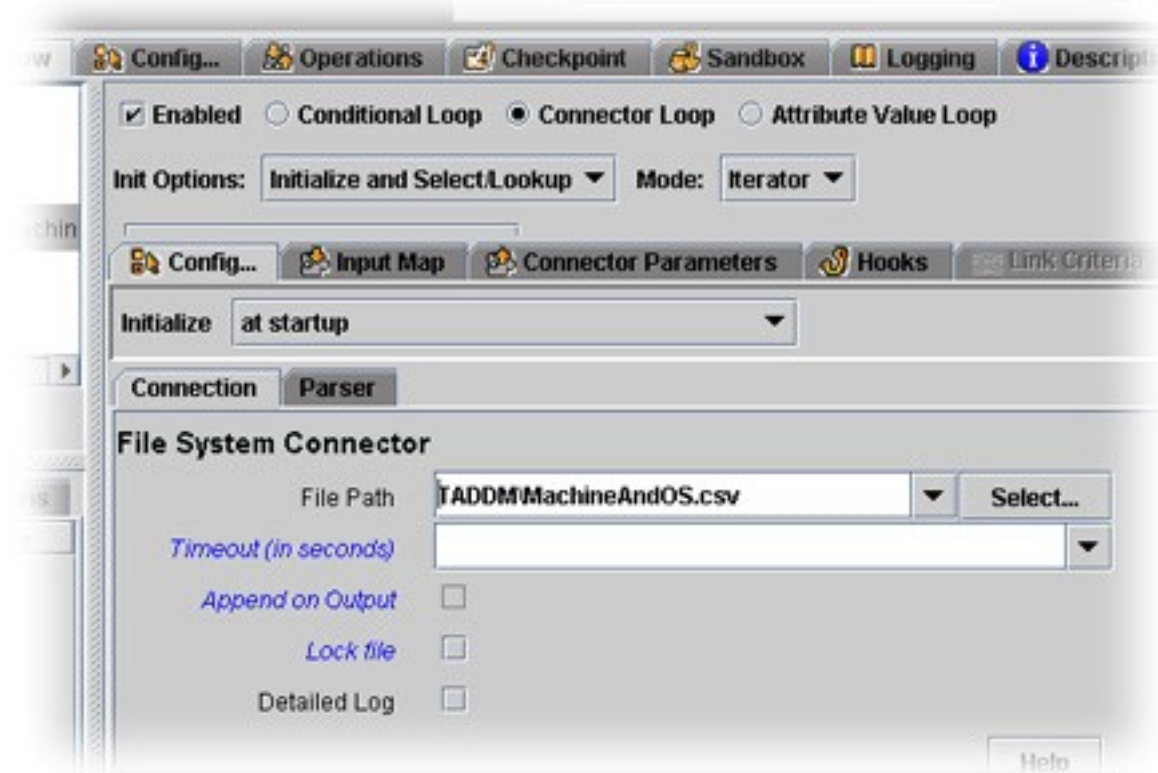 Config... Operations Checkpoint Sandbox Logging Descripti
Enabled Conditional Loop Connector Loop Attribute Value Loop
Init Options: Initialize and Select/Lookup Mode: Iterator
achin
Config... Input Map Connector Parameters Hooks Link Criteria
Initialize at startup
Connection Parser
File System Connector
File Path TADDM\MachineAndOS.csv Select...
Timeout (in seconds)
Append on Output
Lock file
Detailed Log
Help